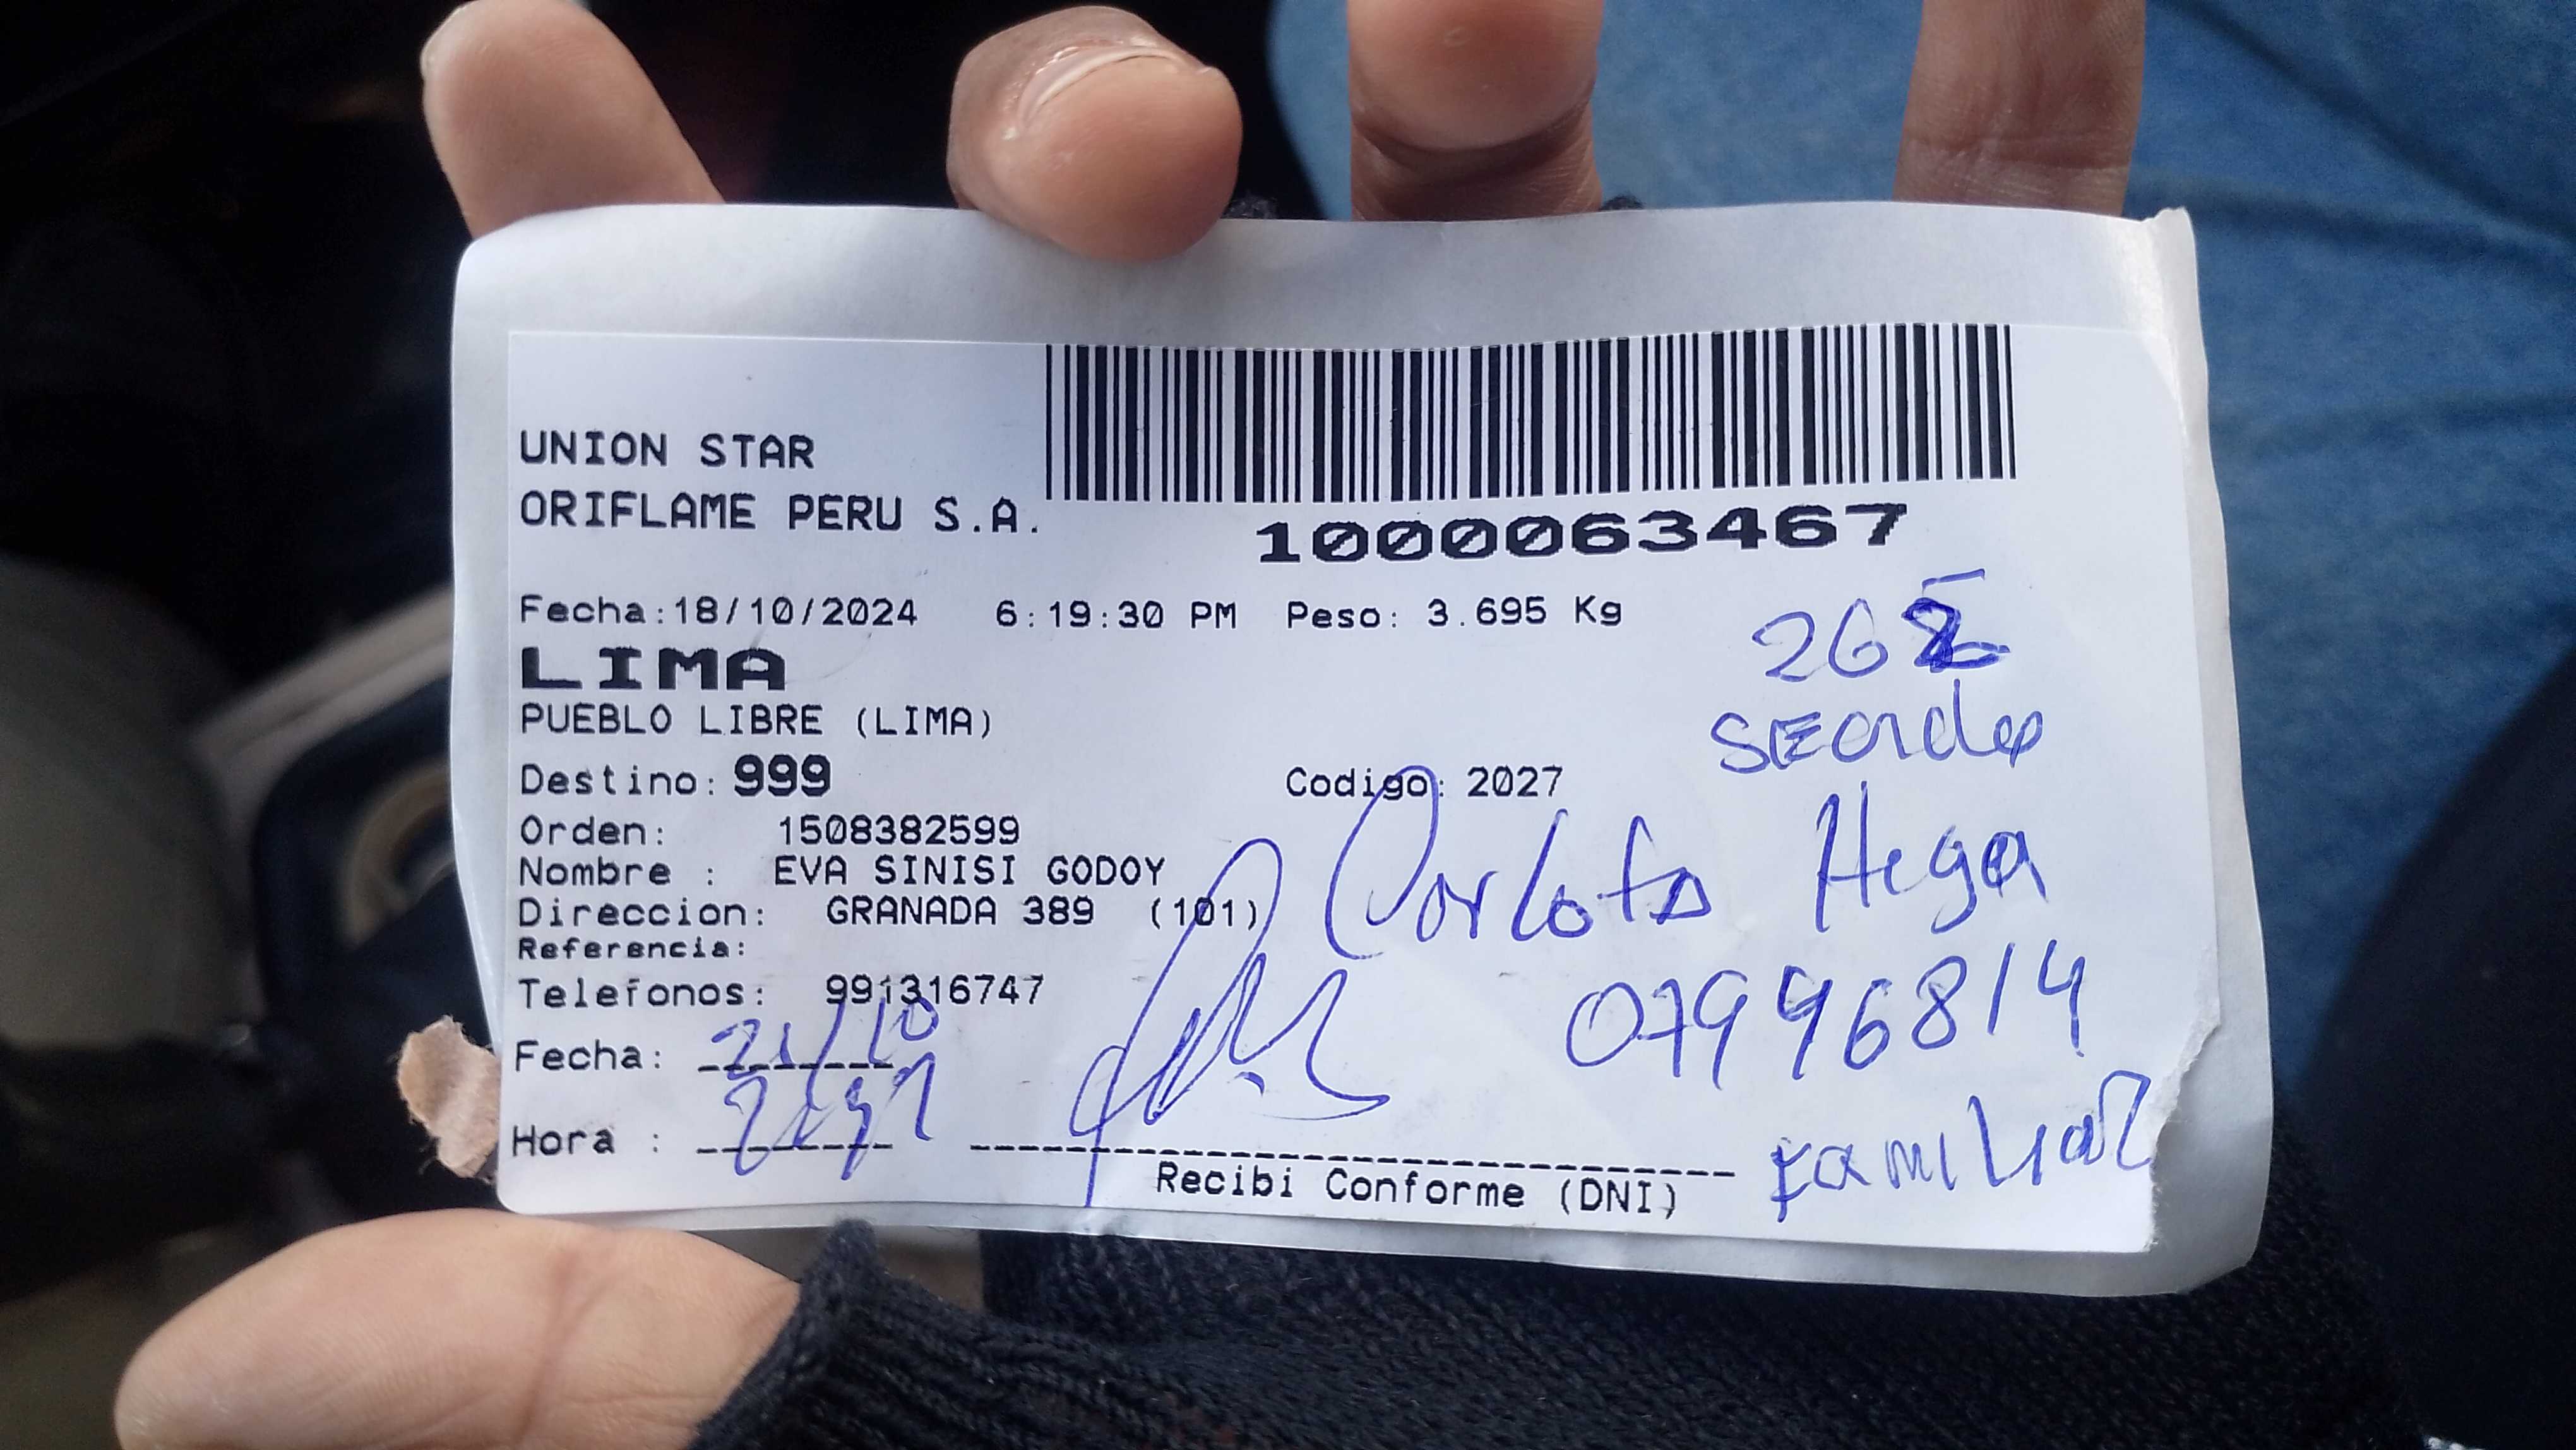 UNION STAR
ORIFLAME PERU S.A.
1000063467
Fecha:18/10/2024 6:19:30 PM Peso: 3.695 Kg
LIMA
PUEBLO LIBRE (LIMA)
Destino: 999 Codigo: 2027
Orden: 1508382599
Nombre : EVA SINISI GODOY
Direccion: GRANADA 389 (101)
Referencia:
Telefonos: 991316747
Fecha: 21/10
Hora :
Recibi Conforme (DNI)
Carlota Higa
07996814
Familiar